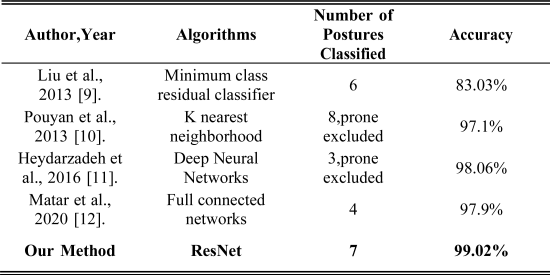 Author,Year Algorithms Number of Postures Classified Accuracy
Liu et al., 2013 [9]. Minimum class residual classifier 6 83.03%
Pouyan et al., 2013 [10]. K nearest neighborhood 8,prone excluded 97.1%
Heydarzadeh et al., 2016 [11]. Deep Neural Networks 3,prone excluded 98.06%
Matar et al., 2020 [12]. Full connected networks 4 97.9%
Our Method ResNet 7 99.02%